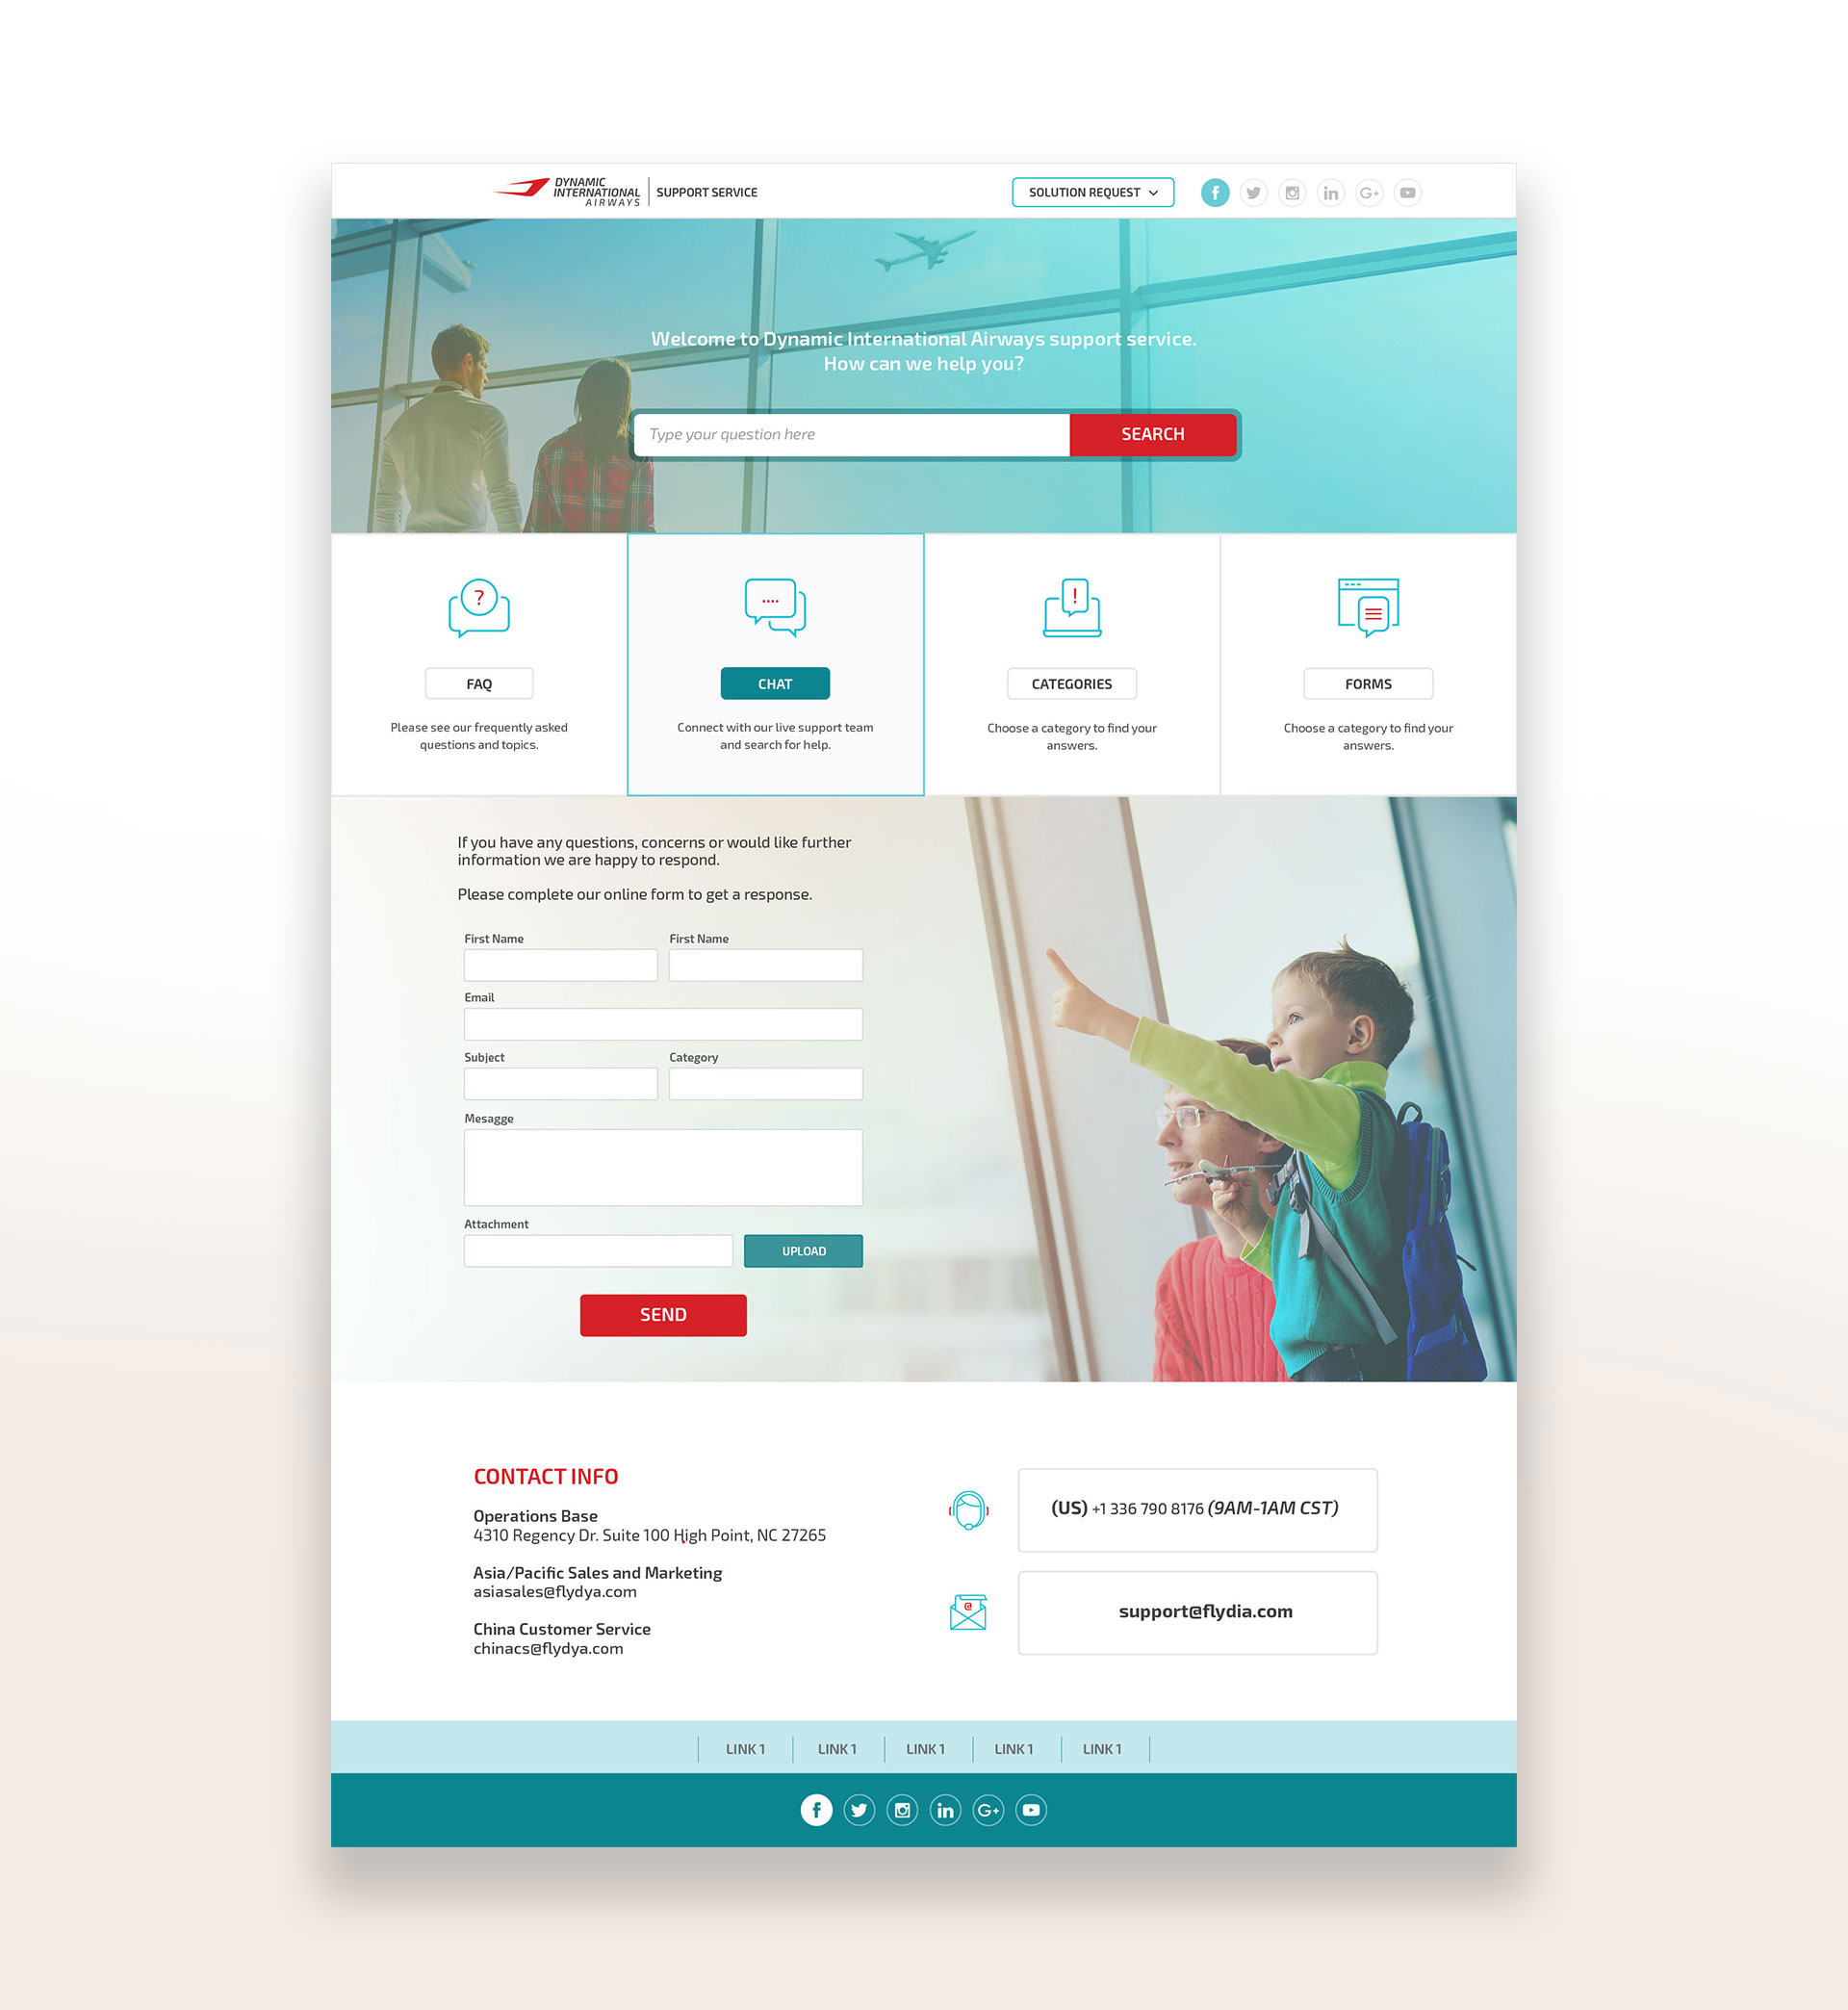 DYNAMIC
INTERNATIONAL
AIRWAYS
SUPPORT SERVICE
SOLUTION REQUEST
Welcome to Dynamic International Airways support service.
How can we help you?
Type your question here
SEARCH
?
FAQ
Please see our frequently asked
questions and topics.
....
CHAT
Connect with our live support team
and search for help.
!
CATEGORIES
Choose a category to find your
answers.
FORMS
Choose a category to find your
answers.
If you have any questions, concerns or would like further
information we are happy to respond.
Please complete our online form to get a response.
First Name
First Name
Email
Subject
Category
Mesagge
Attachment
UPLOAD
SEND
CONTACT INFO
Operations Base
4310 Regency Dr. Suite 100 High Point, NC 27265
Asia/Pacific Sales and Marketing
asiasales@flydya.com
China Customer Service
chinacs@flydya.com
(US) +1 336 790 8176 (9AM-1AM CST)
@
support@flydia.com
LINK 1
LINK 1
LINK 1
LINK 1
LINK 1